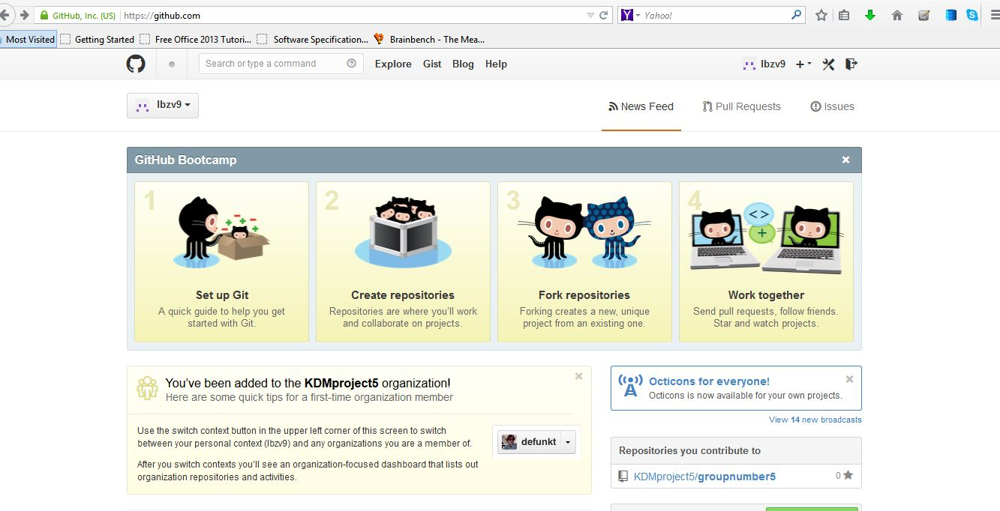 GitHub, Inc. (US) https://github.com
Yahoo!
Most Visited Getting Started Free Office 2013 Tutori... Software Specification... Brainbench - The Mea...
Search or type a command Explore Gist Blog Help lbzv9
lbzv9 News Feed Pull Requests Issues
GitHub Bootcamp
1 2 3 4
Set up Git
A quick guide to help you get
started with Git.
Create repositories
Repositories are where you'll work
and collaborate on projects.
Fork repositories
Forking creates a new, unique
project from an existing one.
Work together
Send pull requests, follow friends.
Star and watch projects.
You've been added to the KDMproject5 organization!
Here are some quick tips for a first-time organization member
Use the switch context button in the upper left corner of this screen to switch
between your personal context (lbzv9) and any organizations you are a member of.
After you switch contexts you'll see an organization-focused dashboard that lists out
organization repositories and activities.
defunkt
Octicons for everyone!
Octicons is now available for your own projects.
View 14 new broadcasts
Repositories you contribute to
KDMproject5/groupnumber5 0